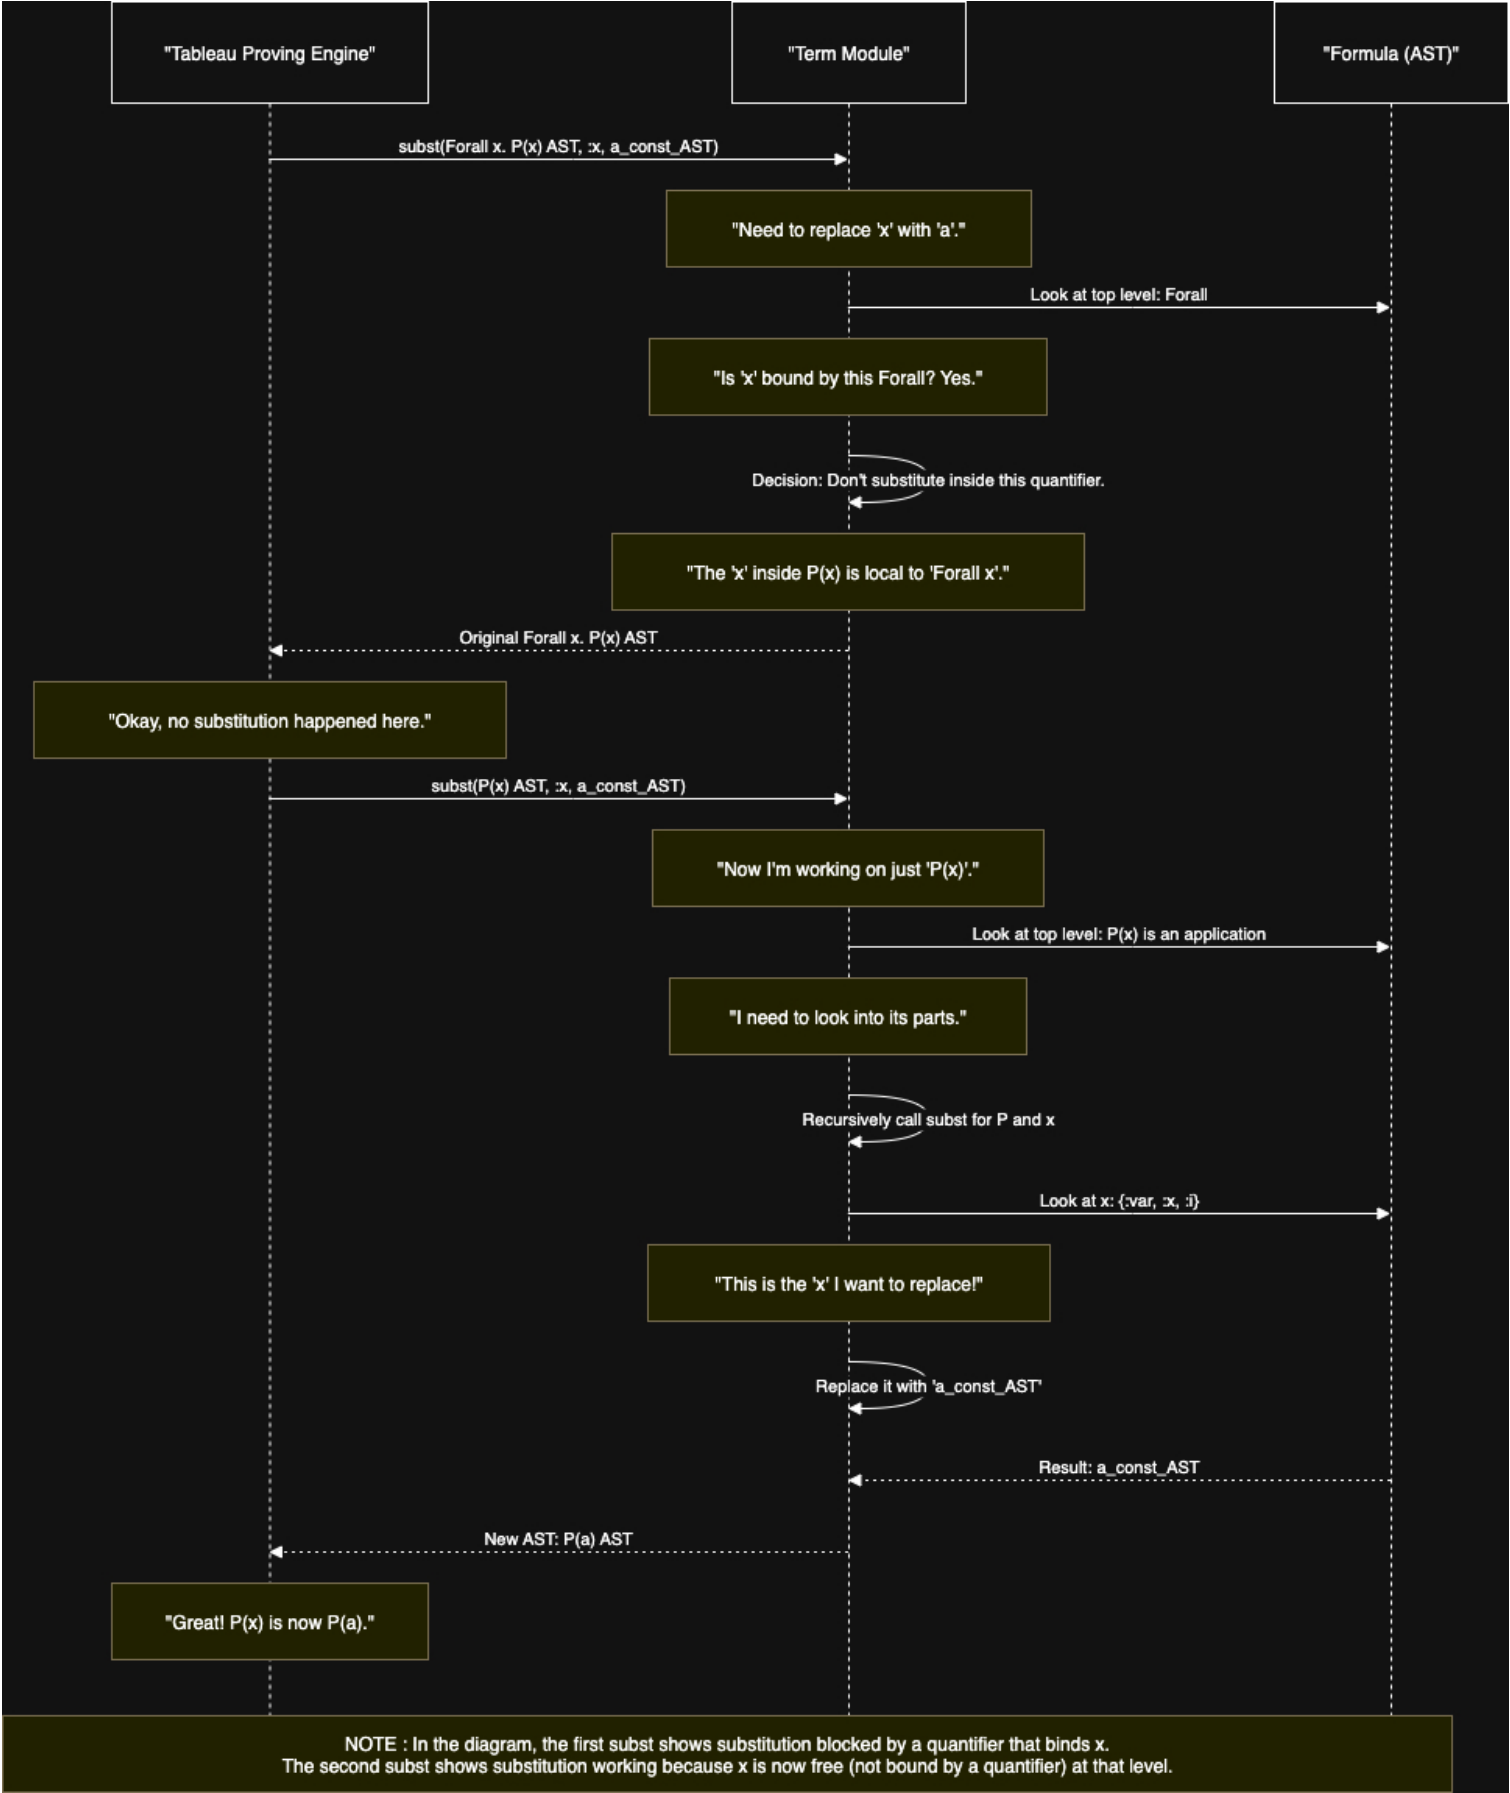 "Tableau Proving Engine"
"Term Module"
"Formula (AST)"
subst(Forall x. P(x) AST, :x, a_const_AST)
"Need to replace 'x' with 'a'."
Look at top level: Forall
"Is 'x' bound by this Forall? Yes."
Decision: Don't substitute inside this quantifier.
"The 'x' inside P(x) is local to 'Forall x'."
Original Forall x. P(x) AST
"Okay, no substitution happened here."
subst(P(x) AST, :x, a_const_AST)
"Now I'm working on just 'P(x)'."
Look at top level: P(x) is an application
"I need to look into its parts."
Recursively call subst for P and x
Look at x: {:var, :x, :i}
"This is the 'x' I want to replace!"
Replace it with 'a_const_AST'
Result: a_const_AST
New AST: P(a) AST
"Great! P(x) is now P(a)."
NOTE : In the diagram, the first subst shows substitution blocked by a quantifier that binds x.
The second subst shows substitution working because x is now free (not bound by a quantifier) at that level.